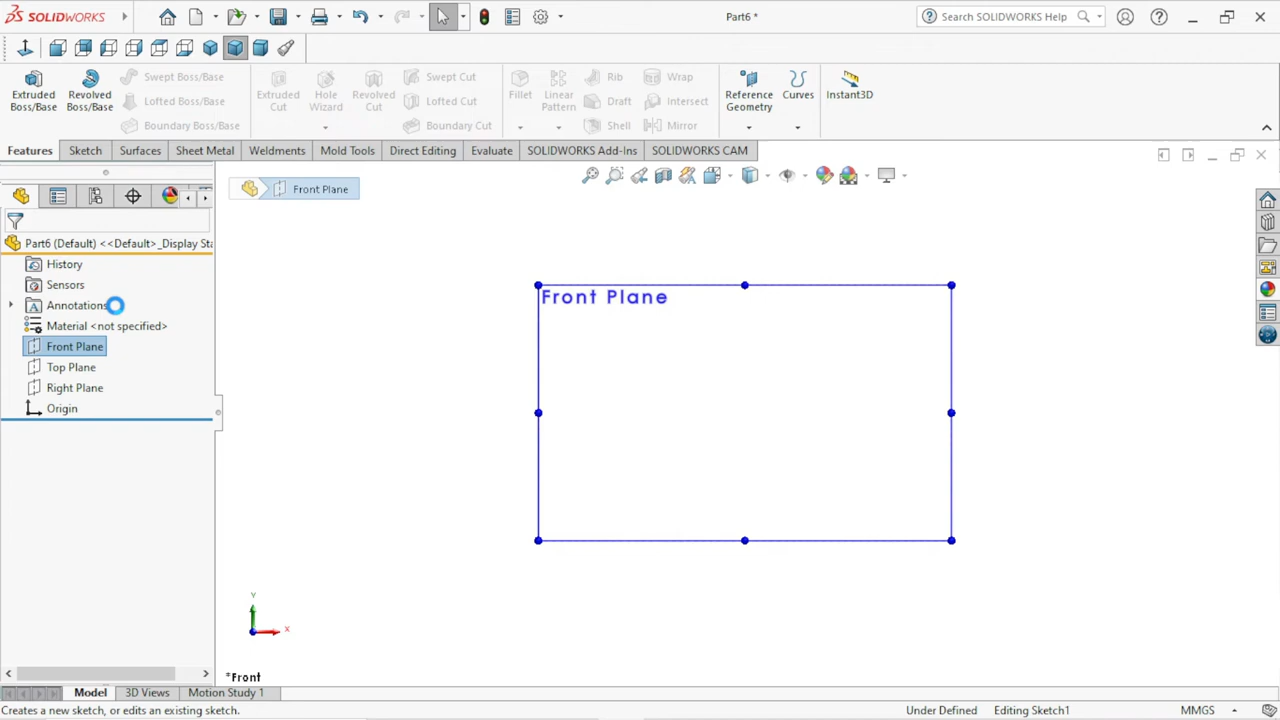 SOLIDWORKS
Part6 *
Search SOLIDWORKS Help
Extruded Boss/Base
Revolved Boss/Base
Swept Boss/Base
Lofted Boss/Base
Boundary Boss/Base
Extruded Cut
Hole Wizard
Revolved Cut
Swept Cut
Lofted Cut
Boundary Cut
Fillet
Linear Pattern
Rib
Draft
Shell
Wrap
Intersect
Mirror
Reference Geometry
Curves
Instant3D
Features Sketch Surfaces Sheet Metal Weldments Mold Tools Direct Editing Evaluate SOLIDWORKS Add-Ins SOLIDWORKS CAM
Front Plane
Part6 (Default) <<Default>_Display Sta
History
Sensors
Annotations
Material <not specified>
Front Plane
Top Plane
Right Plane
Origin
Front Plane
Y
X
*Front
Model 3D Views Motion Study 1
Creates a new sketch, or edits an existing sketch. Under Defined Editing Sketch1 MMGS